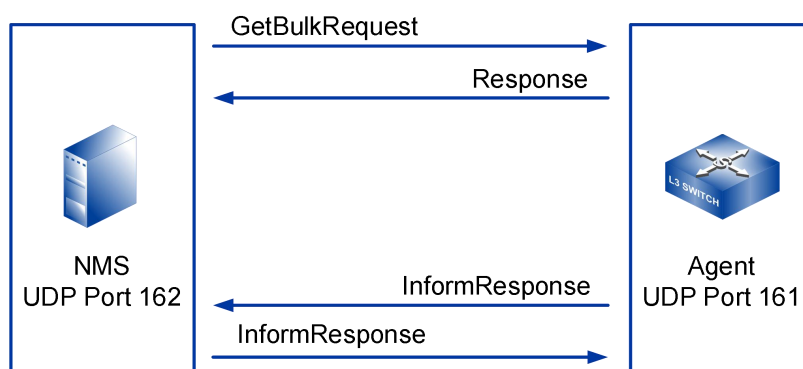 GetBulkRequest
Response
L3 SWITCH
NMS
UDP Port 162
Agent
UDP Port 161
InformResponse
InformResponse